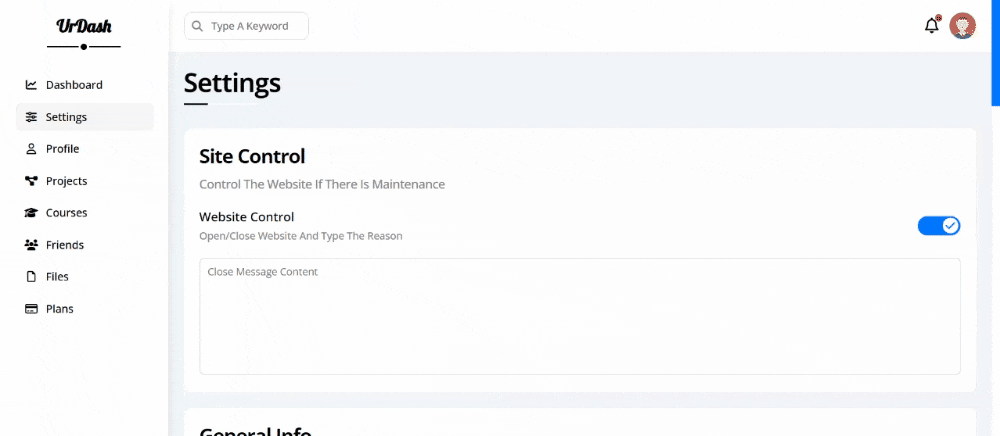 UrDash
Type A Keyword
Dashboard
Settings
Profile
Projects
Courses
Friends
Files
Plans
Settings
Site Control
Control The Website If There Is Maintenance
Website Control
Open/Close Website And Type The Reason
Close Message Content
General Info